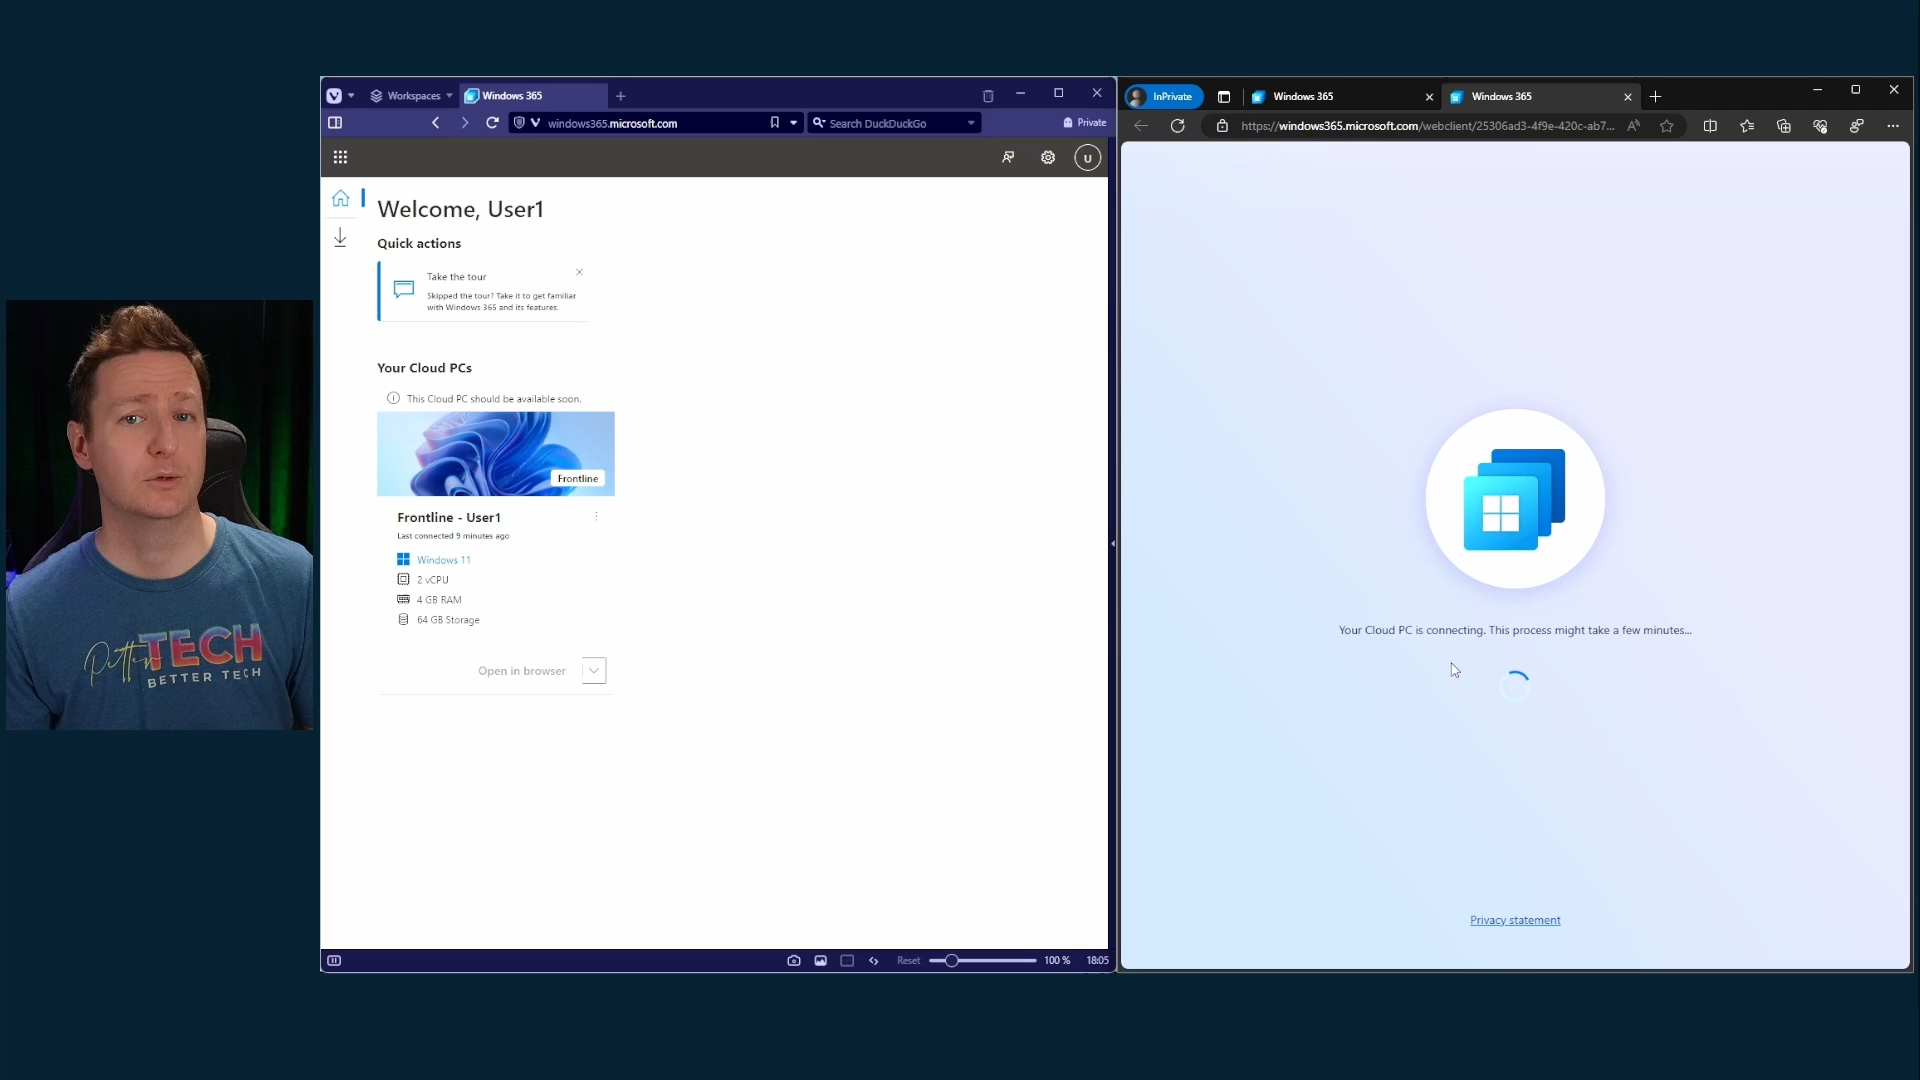 Workspaces
Windows 365
windows365.microsoft.com
Search DuckDuckGo
Private
U
Welcome, User1
Quick actions
Take the tour
Skipped the tour? Take it to get familiar
with Windows 365 and its features.
Your Cloud PCs
This Cloud PC should be available soon.
Frontline
Frontline - User1
Last connected 9 minutes ago
Windows 11
2 vCPU
4 GB RAM
64 GB Storage
Open in browser
Reset
100 %
18:05
InPrivate
Windows 365
Windows 365
https://windows365.microsoft.com/webclient/25306ad3-4f9e-420c-ab7...
Your Cloud PC is connecting. This process might take a few minutes...
Privacy statement
Petter
TECH
BETTER TECH